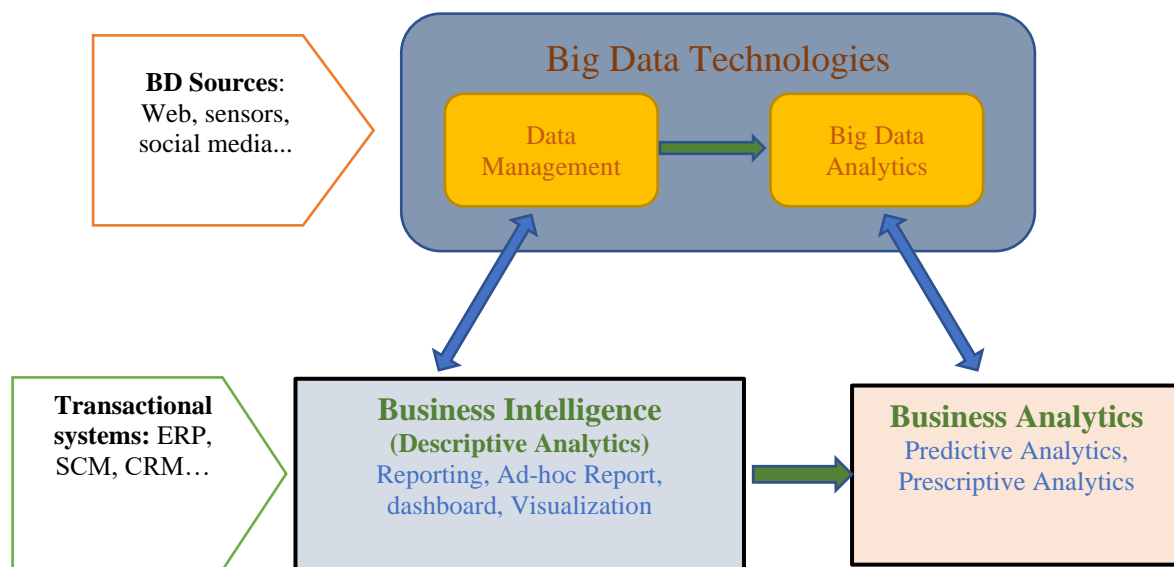 BD Sources:
Web, sensors,
social media...
Big Data Technologies
Data
Management
Big Data
Analytics
Transactional
systems: ERP,
SCM, CRM…
Business Intelligence
(Descriptive Analytics)
Reporting, Ad-hoc Report,
dashboard, Visualization
Business Analytics
Predictive Analytics,
Prescriptive Analytics